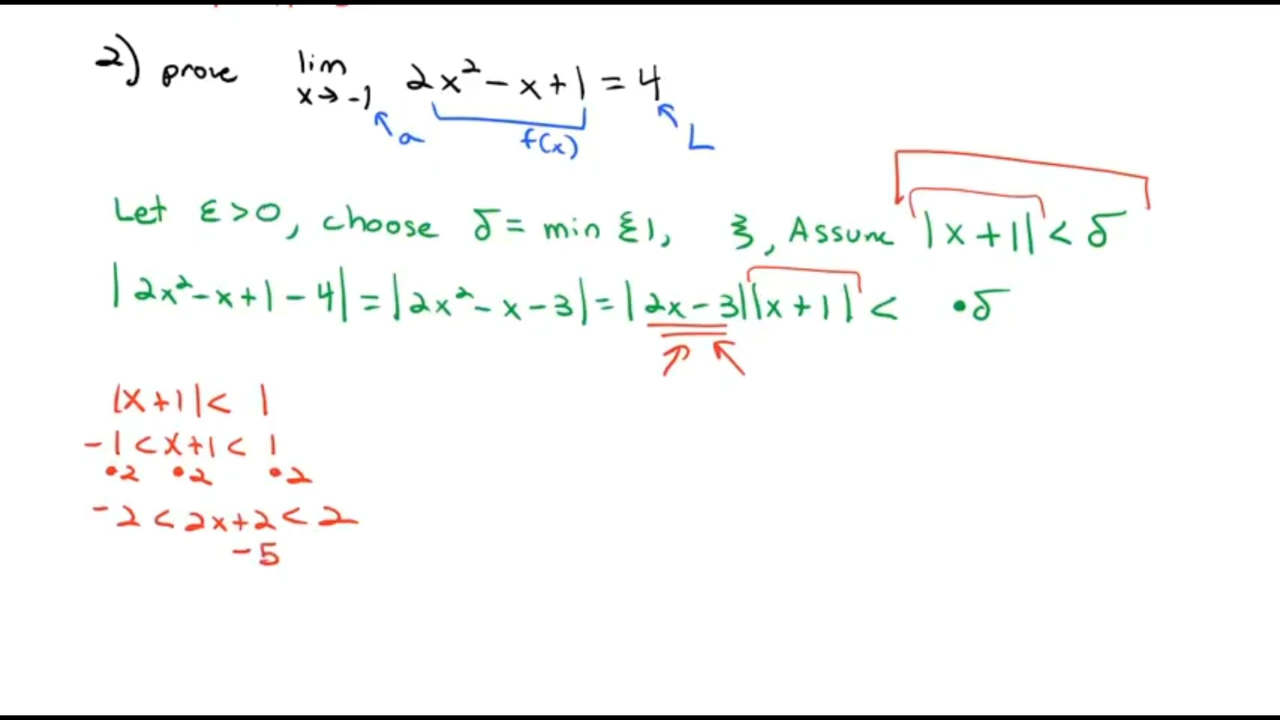 2) prove lim x→-1 2x² - x + 1 = 4
a f(x) L
Let ε>0, choose δ = min {1,   }, Assume |x+1| < δ
|2x²-x+1-4| = |2x²-x-3| = |2x-3||x+1| <   •δ
|x+1| < 1
-1 < x+1 < 1
•2 •2 •2
-2 < 2x+2 < 2
-5